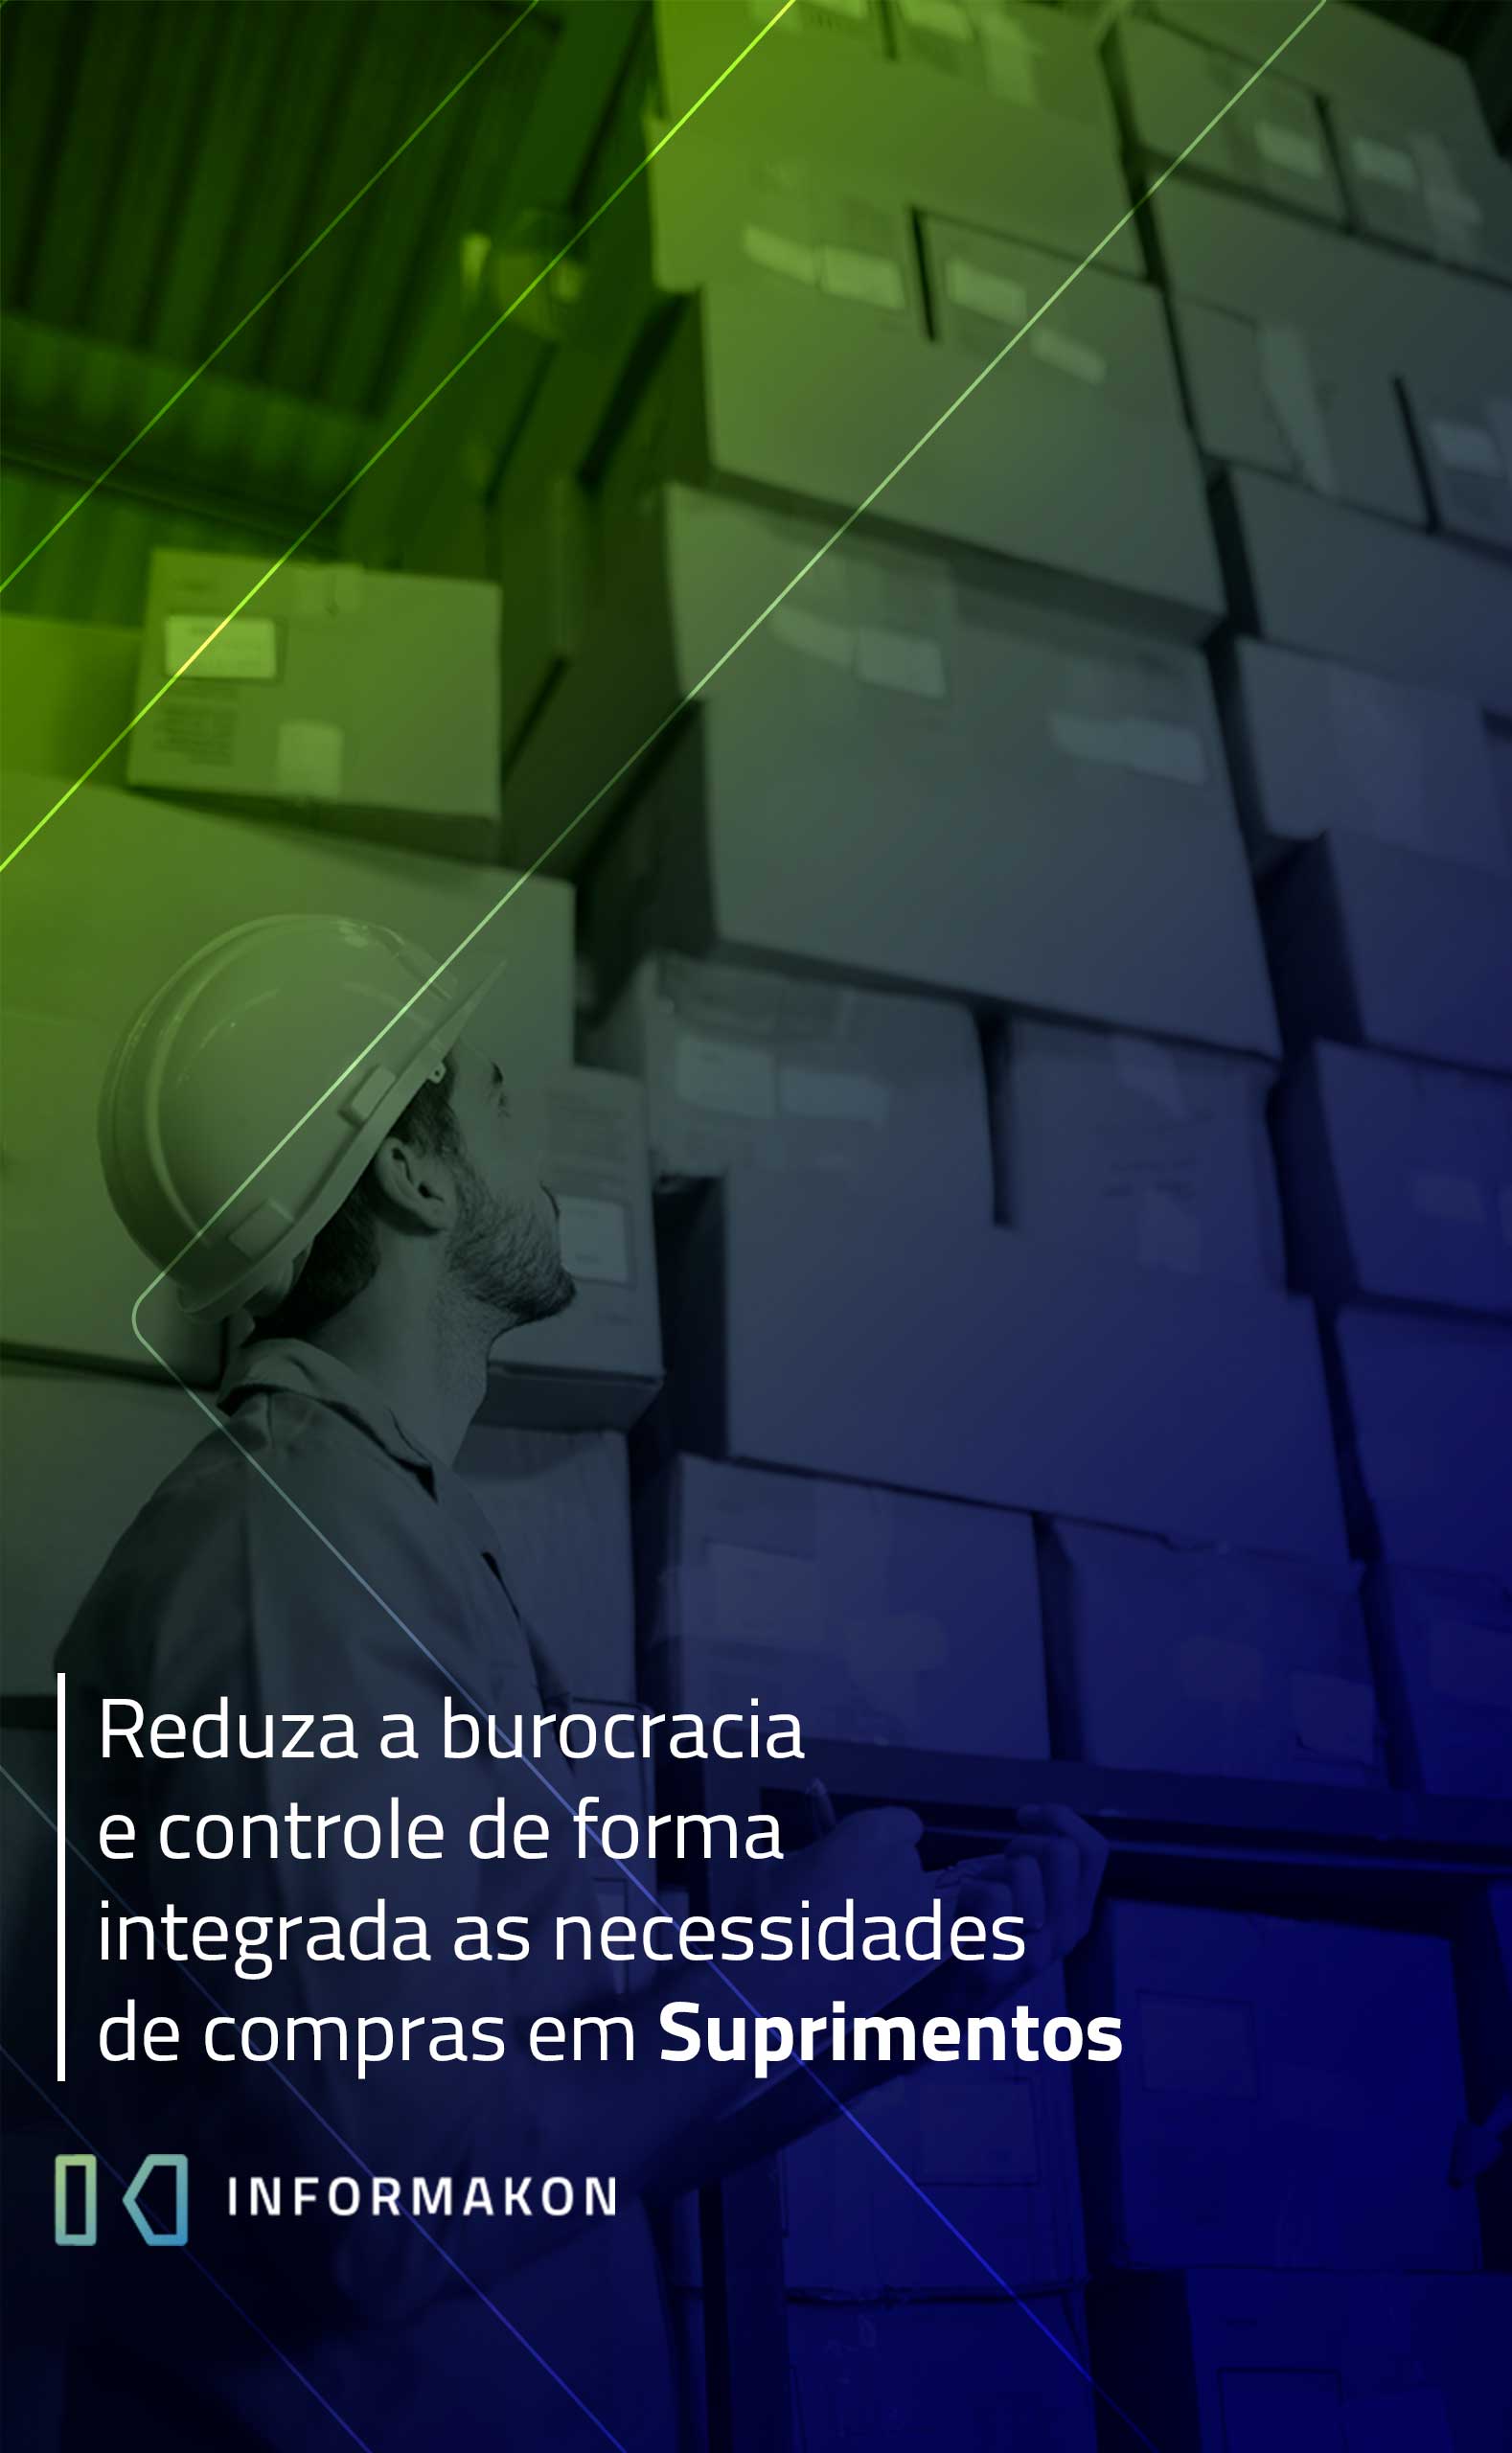 Reduza a burocracia
e controle de forma
integrada as necessidades
de compras em Suprimentos
INFORMAKON